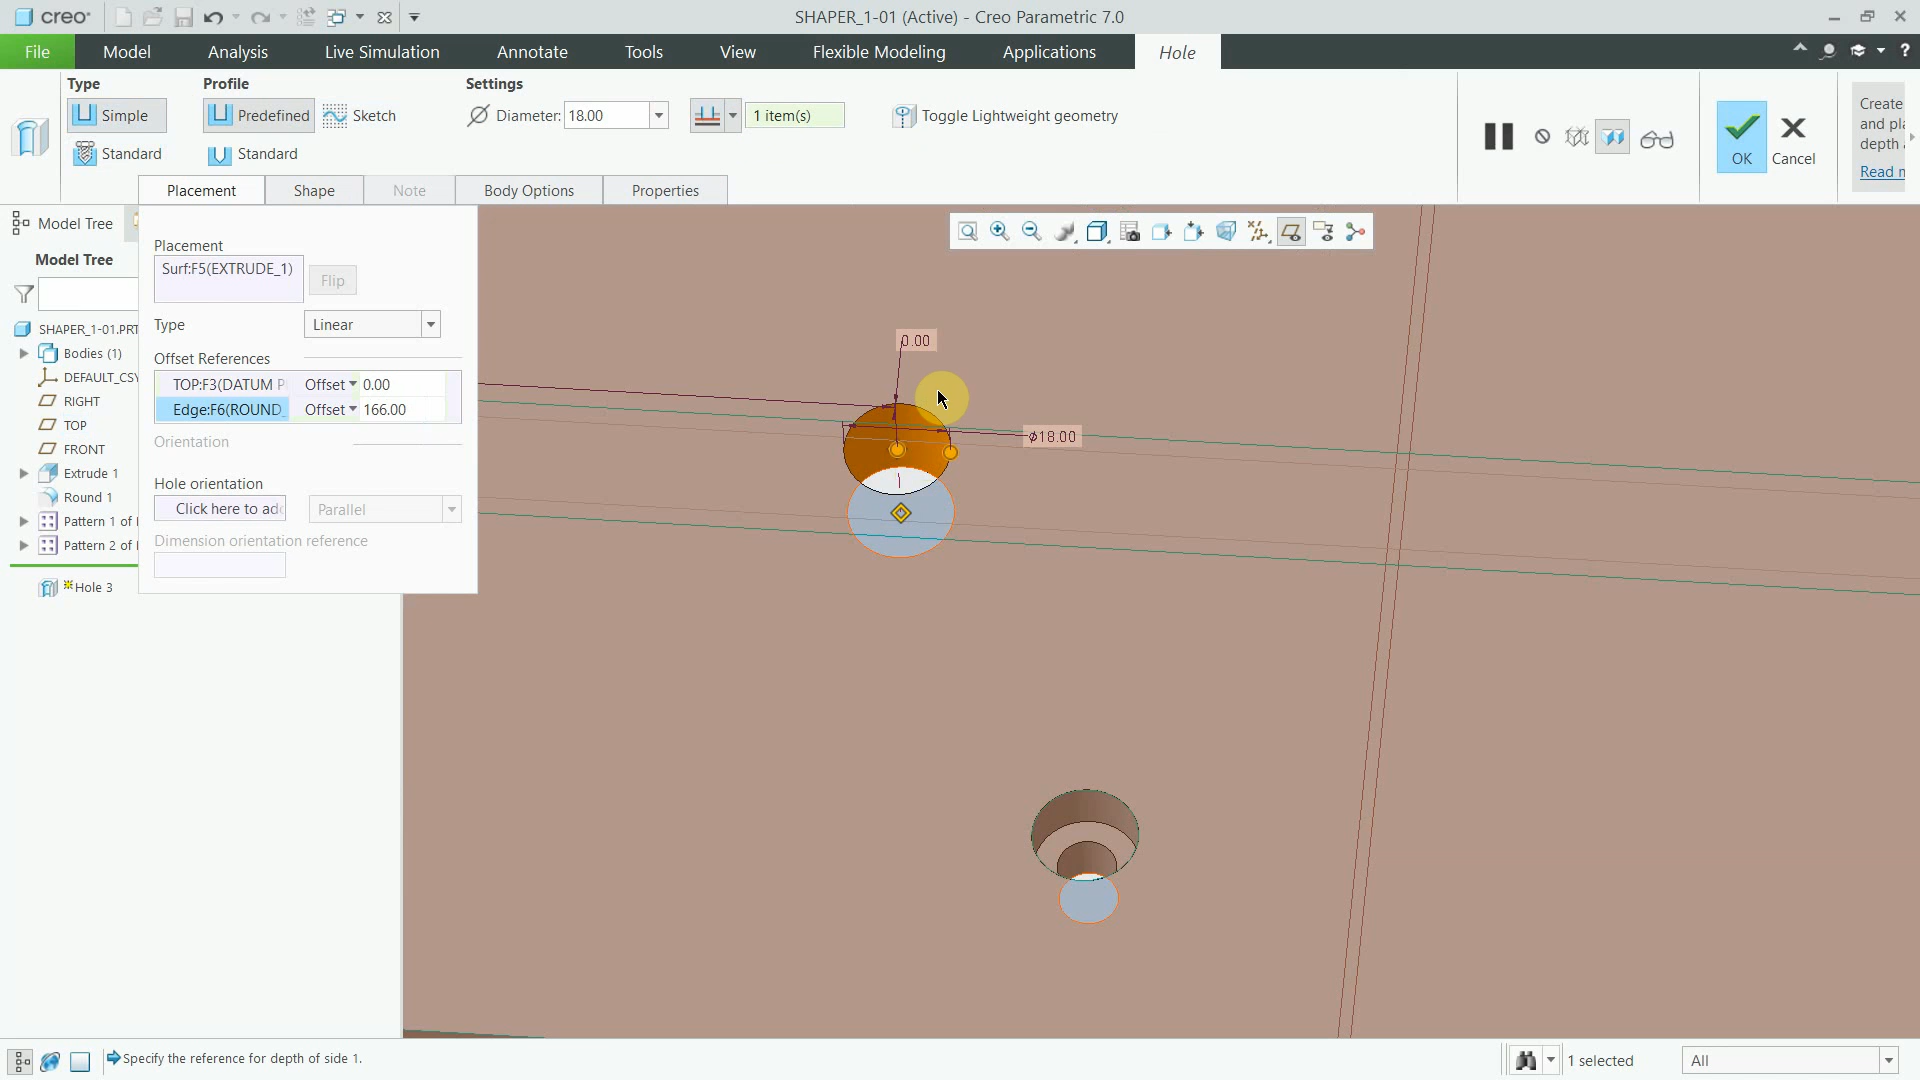 creo
SHAPER_1-01 (Active) - Creo Parametric 7.0
File
Model
Analysis
Live Simulation
Annotate
Tools
View
Flexible Modeling
Applications
Hole
Type
Profile
Settings
Simple
Predefined
Sketch
Diameter:
18.00
1 item(s)
Toggle Lightweight geometry
Standard
Standard
OK
Cancel
Create
and pla
depth
Read
Placement
Shape
Note
Body Options
Properties
Model Tree
Model Tree
SHAPER_1-01.PRT
Bodies (1)
DEFAULT_CSY
RIGHT
TOP
FRONT
Extrude 1
Round 1
Pattern 1 of
Pattern 2 of
Hole 3
Placement
Surf:F5(EXTRUDE_1)
Flip
Type
Linear
Offset References
TOP:F3(DATUM P
Offset
0.00
Edge:F6(ROUND_
Offset
166.00
Orientation
Hole orientation
Click here to add
Parallel
Dimension orientation reference
0.00
ϕ18.00
Specify the reference for depth of side 1.
1 selected
All